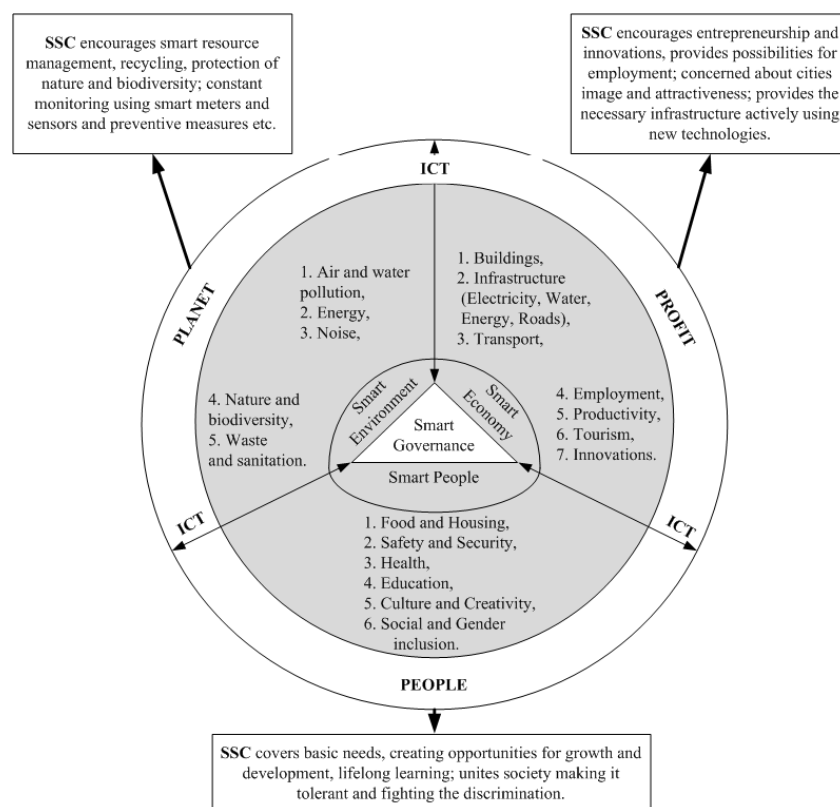 SSC encourages smart resource
management, recycling, protection of
nature and biodiversity; constant
monitoring using smart meters and
sensors and preventive measures etc.
SSC encourages entrepreneurship and
innovations, provides possibilities for
employment; concerned about cities
image and attractiveness; provides the
necessary infrastructure actively using
new technologies.
ICT
PLANET
PROFIT
1. Air and water
pollution,
2. Energy,
3. Noise,
1. Buildings,
2. Infrastructure
(Electricity, Water,
Energy, Roads),
3. Transport,
4. Nature and
biodiversity,
5. Waste
and sanitation.
Smart
Environment
Smart
Economy
Smart
Governance
Smart People
4. Employment,
5. Productivity,
6. Tourism,
7. Innovations.
ICT
ICT
1. Food and Housing,
2. Safety and Security,
3. Health,
4. Education,
5. Culture and Creativity,
6. Social and Gender
inclusion.
PEOPLE
SSC covers basic needs, creating opportunities for growth and
development, lifelong learning; unites society making it
tolerant and fighting the discrimination.